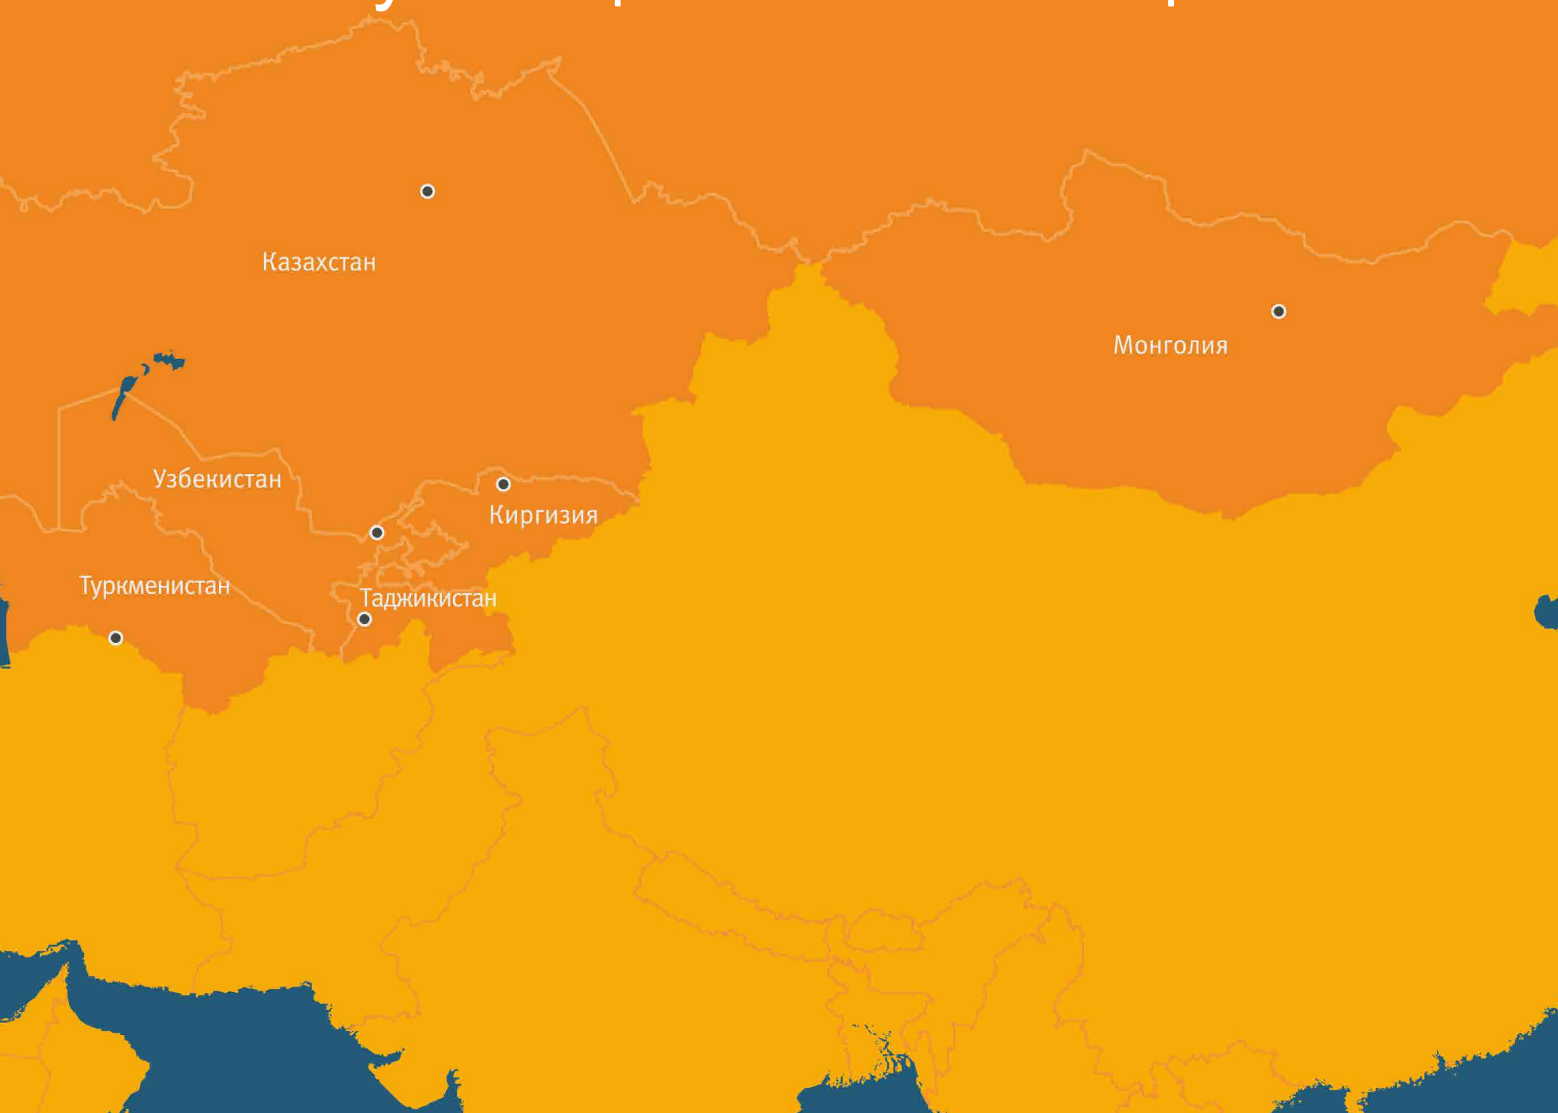 Казахстан
Монголия
Узбекистан
Киргизия
Туркменистан
Таджикистан